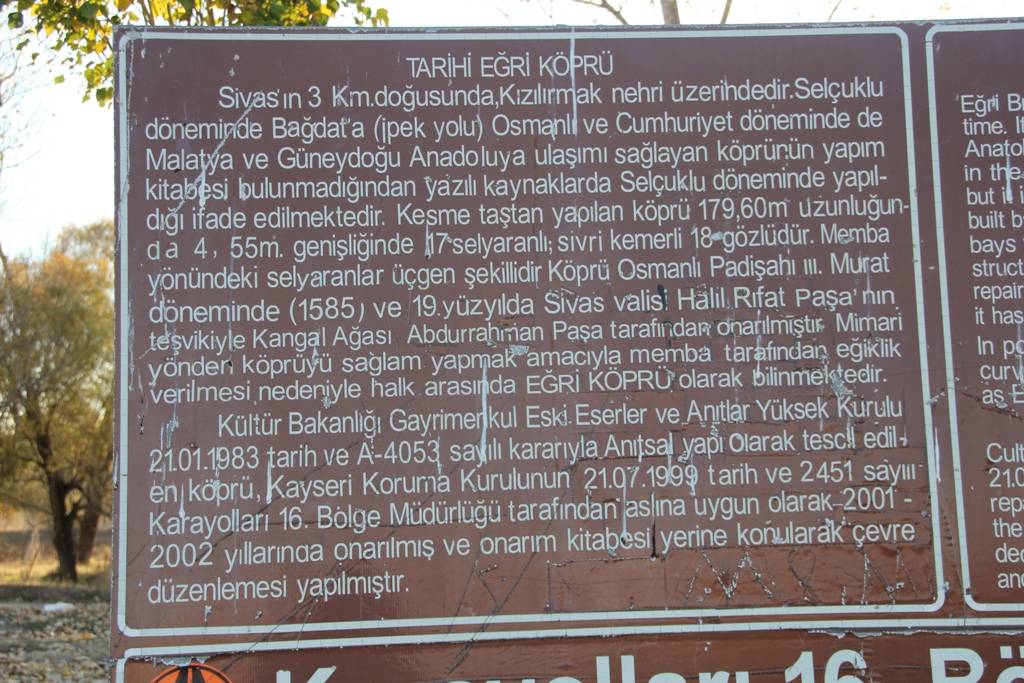 TARİHİ EĞRİ KÖPRÜ
Sivas'ın 3 Km.doğusunda,Kızılırmak nehri üzerindedir.Selçuklu
döneminde Bağdat'a (ipek yolu) Osmanlı ve Cumhuriyet döneminde de
Malatya ve Güneydoğu Anadoluya ulaşımı sağlayan köprünün yapım
kitabesi bulunmadığından yazılı kaynaklarda Selçuklu döneminde yapıl-
dığı ifade edilmektedir. Kesme taştan yapılan köprü 179,60m uzunluğun-
da 4, 55m. genişliğinde 17 selyaranlı, sivri kemerli 18 gözlüdür. Memba
yönündeki selyaranlar üçgen şekillidir Köprü Osmanlı Padişahı III. Murat
döneminde (1585) ve 19.yüzyılda Sivas valisi Halil Rıfat Paşa'nın
teşvikiyle Kangal Ağası Abdurrahman Paşa tarafından onarılmıştır Mimari
yönden köprüyü sağlam yapmak amacıyla memba tarafından eğiklik
verilmesi nedeniyle halk arasında EĞRİ KÖPRÜ olarak bilinmektedir.
Kültür Bakanlığı Gayrimenkul Eski Eserler ve Anıtlar Yüksek Kurulu
21.01.1983 tarih ve A-4053 sayılı kararıyla Anıtsal yapı olarak tescil edil-
en köprü, Kayseri Koruma Kurulunun 21.07.1999 tarih ve 2451 sayılı
Karayolları 16. Bölge Müdürlüğü tarafından aslına uygun olarak 2001-
2002 yıllarında onarılmış ve onarım kitabesi yerine konularak çevre
düzenlemesi yapılmıştır.
Eğri B
time. I
Anatol
in the
but it i
built b
bays
struct
repair
it has
In po
curv
as E
Cult
21.0
repa
the
dec
and
Karayolları 16. Bö